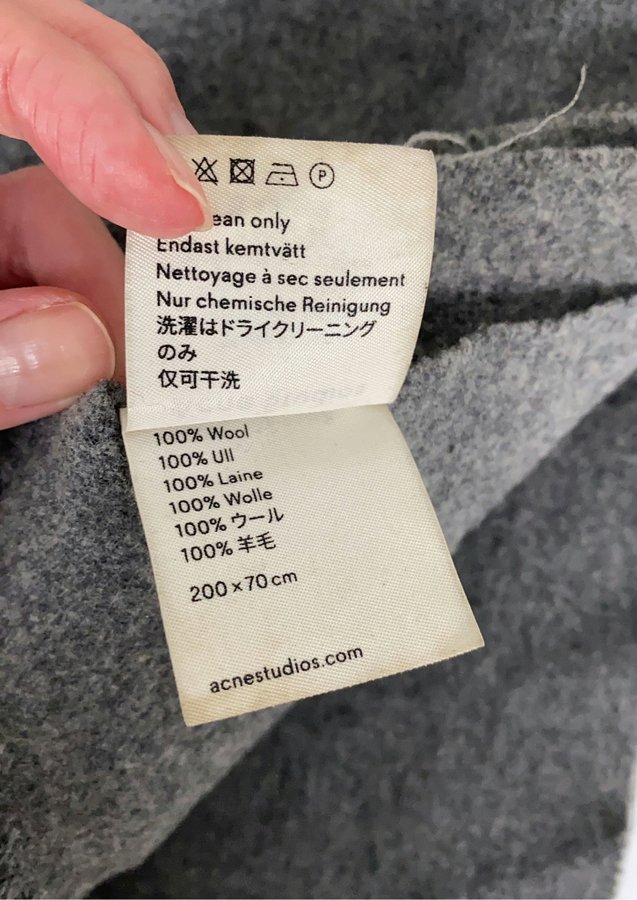 only
Endast kemtvätt
Nettoyage à sec seulement
Nur chemische Reinigung
洗濯はドライクリーニング
のみ
仅可干洗
100% Wool
100% Ull
100% Laine
100% Wolle
100% ウール
100% 羊毛
200 x 70 cm
acnestudios.com